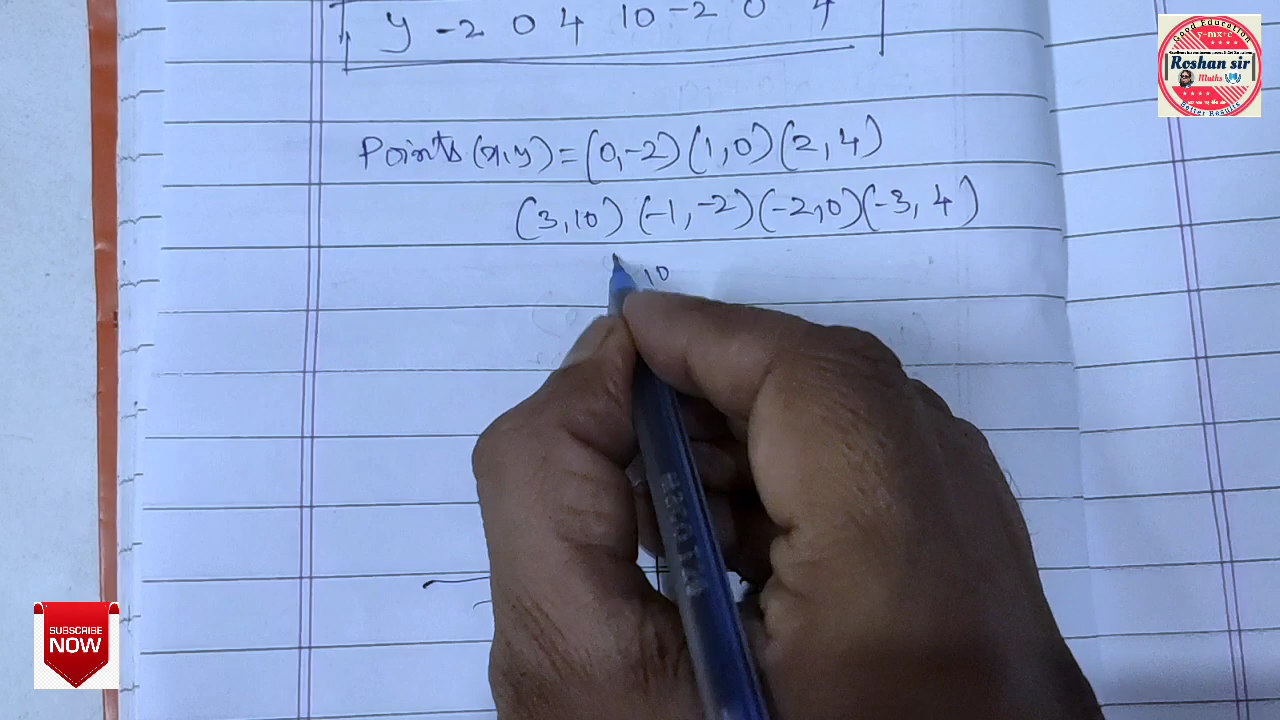 y -2 0 4 10 -2 0 4
Points (x,y) = (0,-2) (1,0) (2,4)
(3,10) (-1,-2) (-2,0) (-3,4)
10
Good Education
y=mx+c
Roshan sir
Maths
Better Results
SUBSCRIBE
NOW